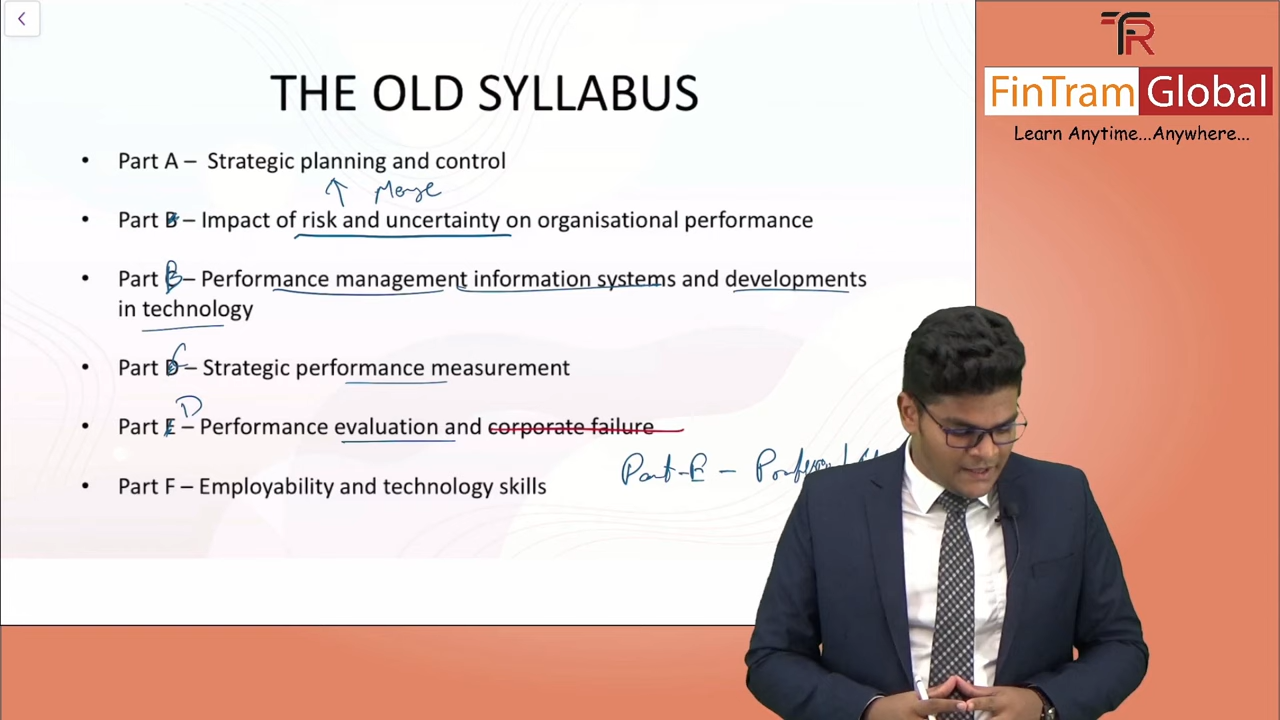 THE OLD SYLLABUS
• Part A – Strategic planning and control
Merge
• Part B – Impact of risk and uncertainty on organisational performance
• Part B – Performance management information systems and developments
in technology
• Part C – Strategic performance measurement
D
• Part E – Performance evaluation and corporate failure
Part-E –
• Part F – Employability and technology skills
TFR
FinTram Global
Learn Anytime...Anywhere...